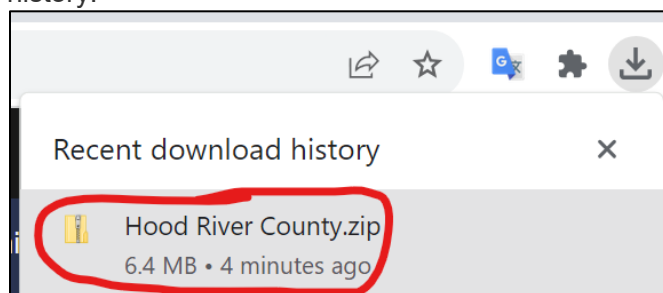 history.
Recent download history
Hood River County.zip
6.4 MB • 4 minutes ago